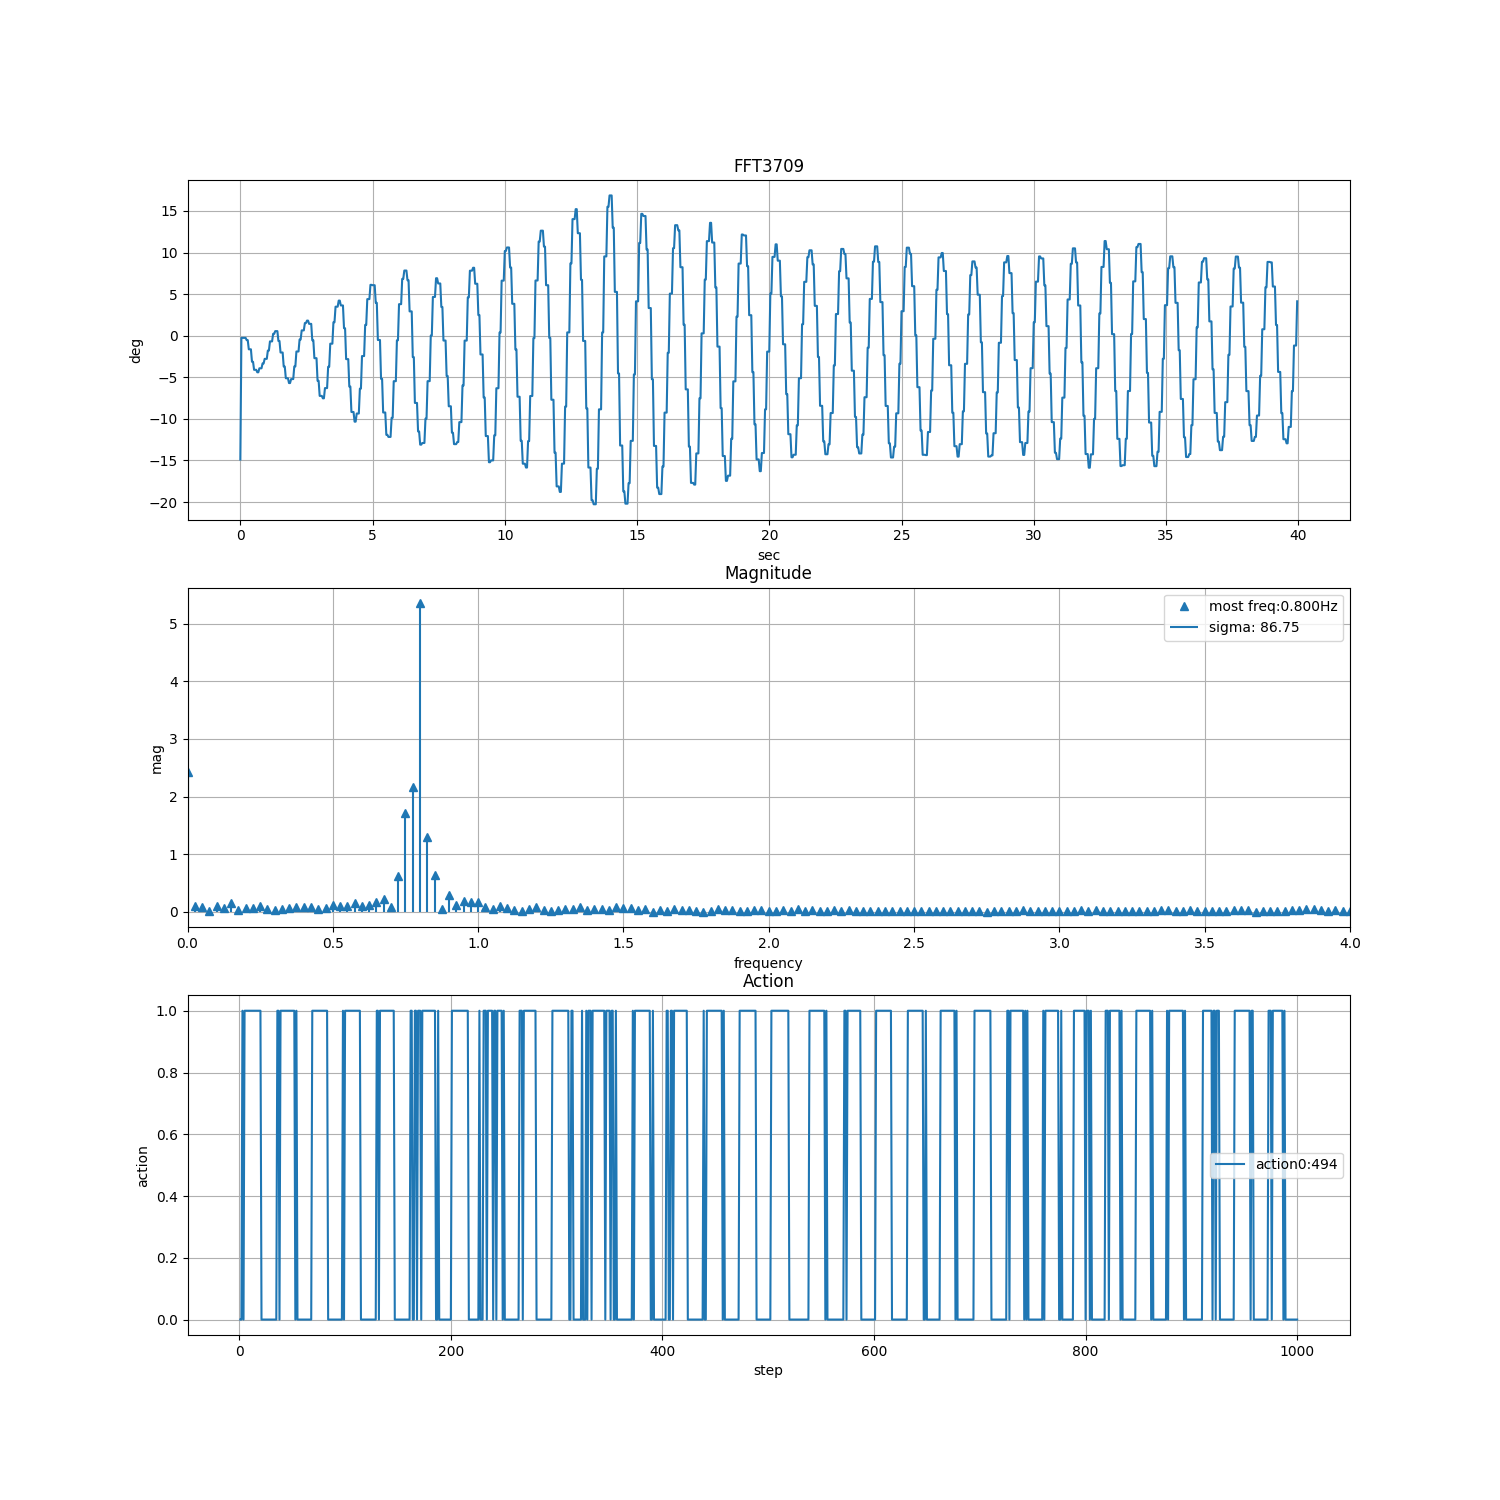 FFT3709
15
10
5
0
−5
−10
−15
−20
deg
0 5 10 15 20 25 30 35 40
sec
Magnitude
most freq:0.800Hz
sigma: 86.75
5
4
3
2
1
0
mag
0.0 0.5 1.0 1.5 2.0 2.5 3.0 3.5 4.0
frequency
Action
1.0
0.8
0.6
0.4
0.2
0.0
action
action0:494
0 200 400 600 800 1000
step